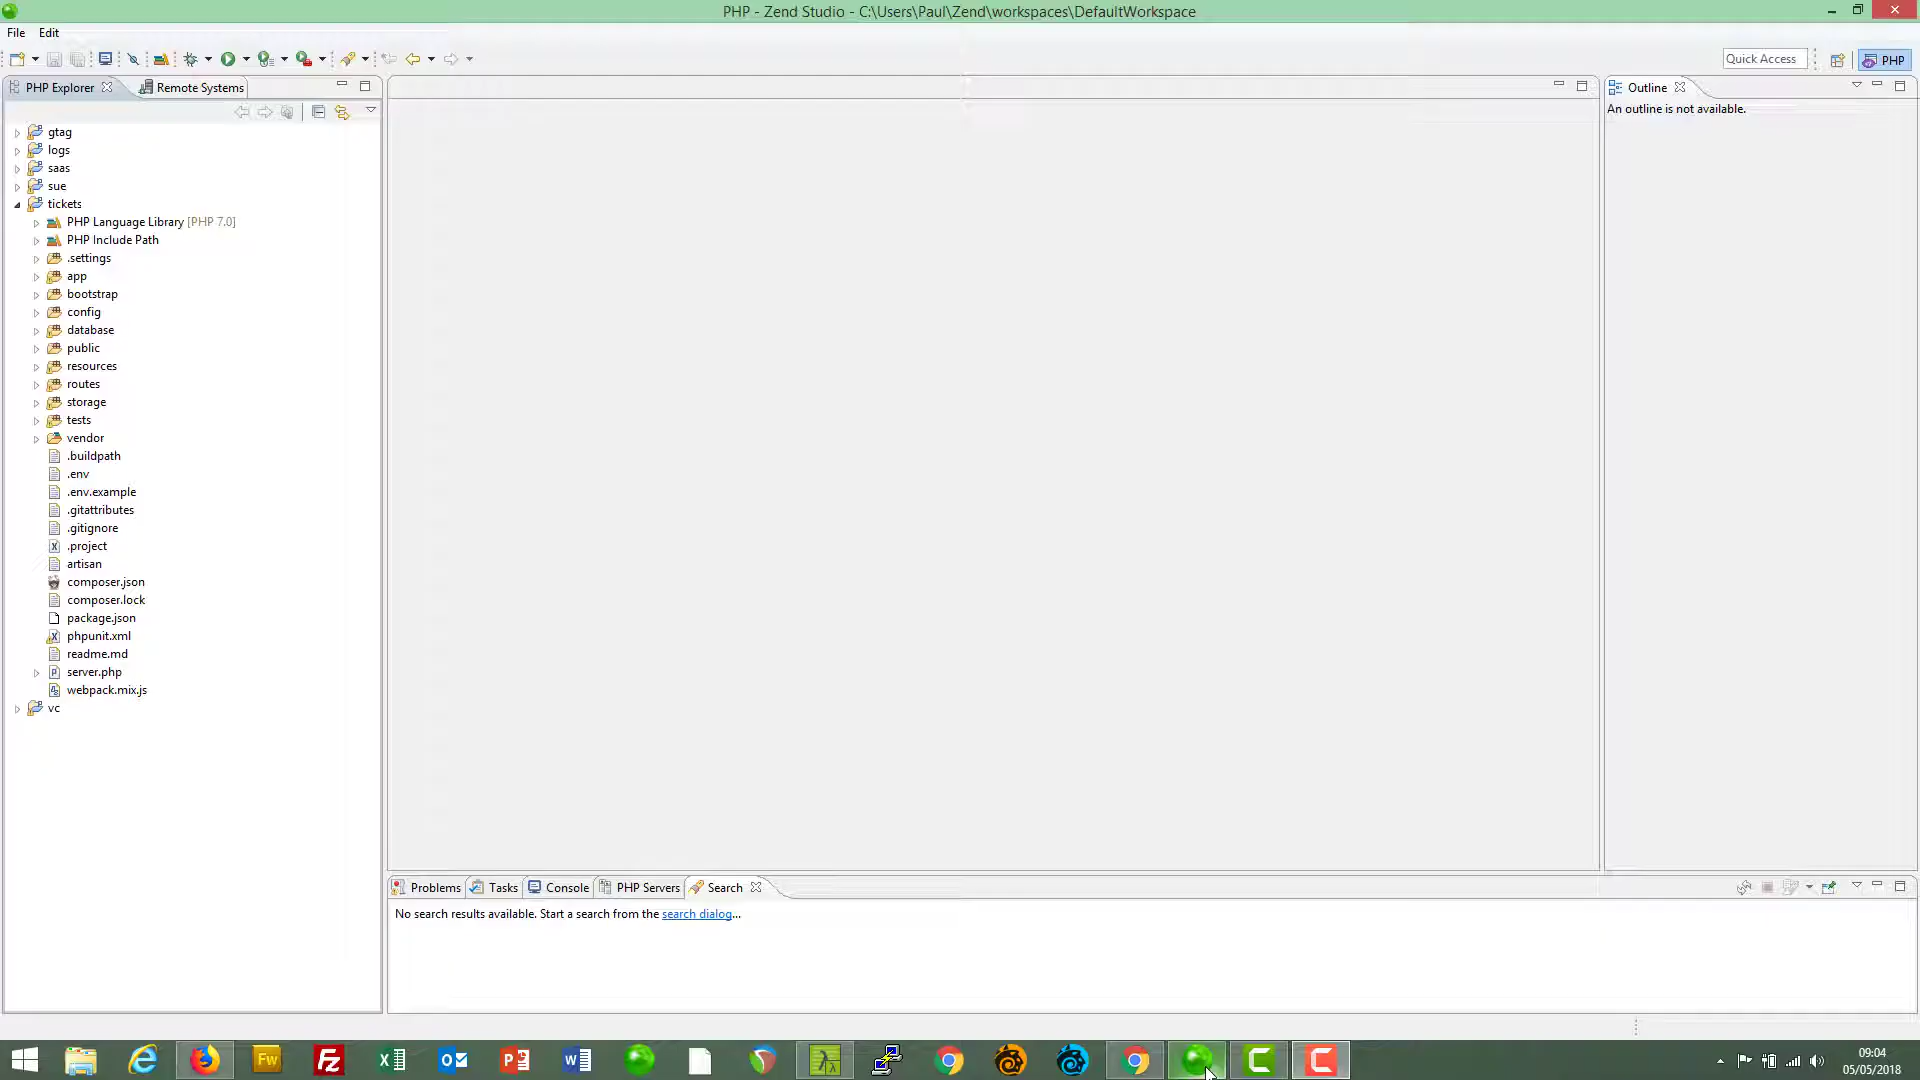 PHP - Zend Studio - C:\Users\Paul\Zend\workspaces\DefaultWorkspace
File Edit
Quick Access
PHP
PHP Explorer
Remote Systems
Outline
An outline is not available.
gtag
logs
saas
sue
tickets
PHP Language Library [PHP 7.0]
PHP Include Path
.settings
app
bootstrap
config
database
public
resources
routes
storage
tests
vendor
.buildpath
.env
.env.example
.gitattributes
.gitignore
.project
artisan
composer.json
composer.lock
package.json
phpunit.xml
readme.md
server.php
webpack.mix.js
vc
Problems Tasks Console PHP Servers Search
No search results available. Start a search from the search dialog...
Fw
09:04
05/05/2018